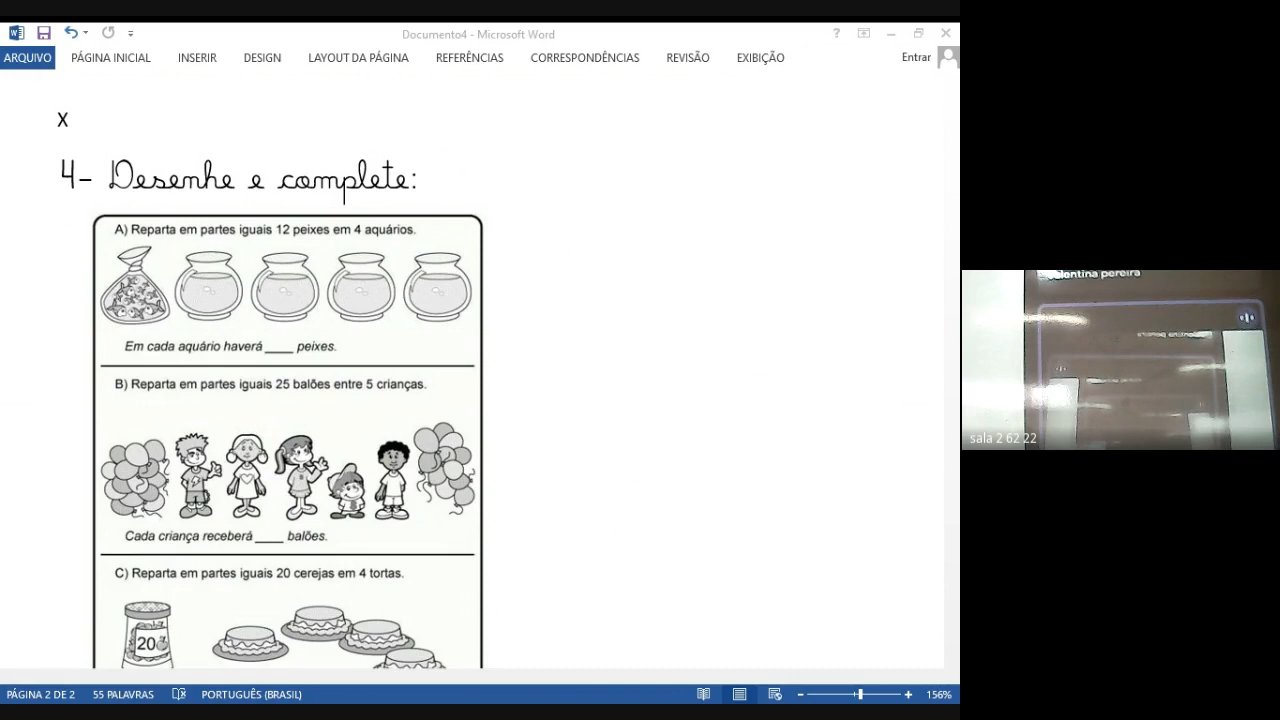 Documento4 - Microsoft Word
?
ARQUIVO PÁGINA INICIAL INSERIR DESIGN LAYOUT DA PÁGINA REFERÊNCIAS CORRESPONDÊNCIAS REVISÃO EXIBIÇÃO Entrar
X
4- Desenhe e complete:
A) Reparta em partes iguais 12 peixes em 4 aquários.
Em cada aquário haverá ____ peixes.
B) Reparta em partes iguais 25 balões entre 5 crianças.
Cada criança receberá ____ balões.
C) Reparta em partes iguais 20 cerejas em 4 tortas.
20
PÁGINA 2 DE 2 55 PALAVRAS PORTUGUÊS (BRASIL) 156%
valentina pereira
sala 2 62 22